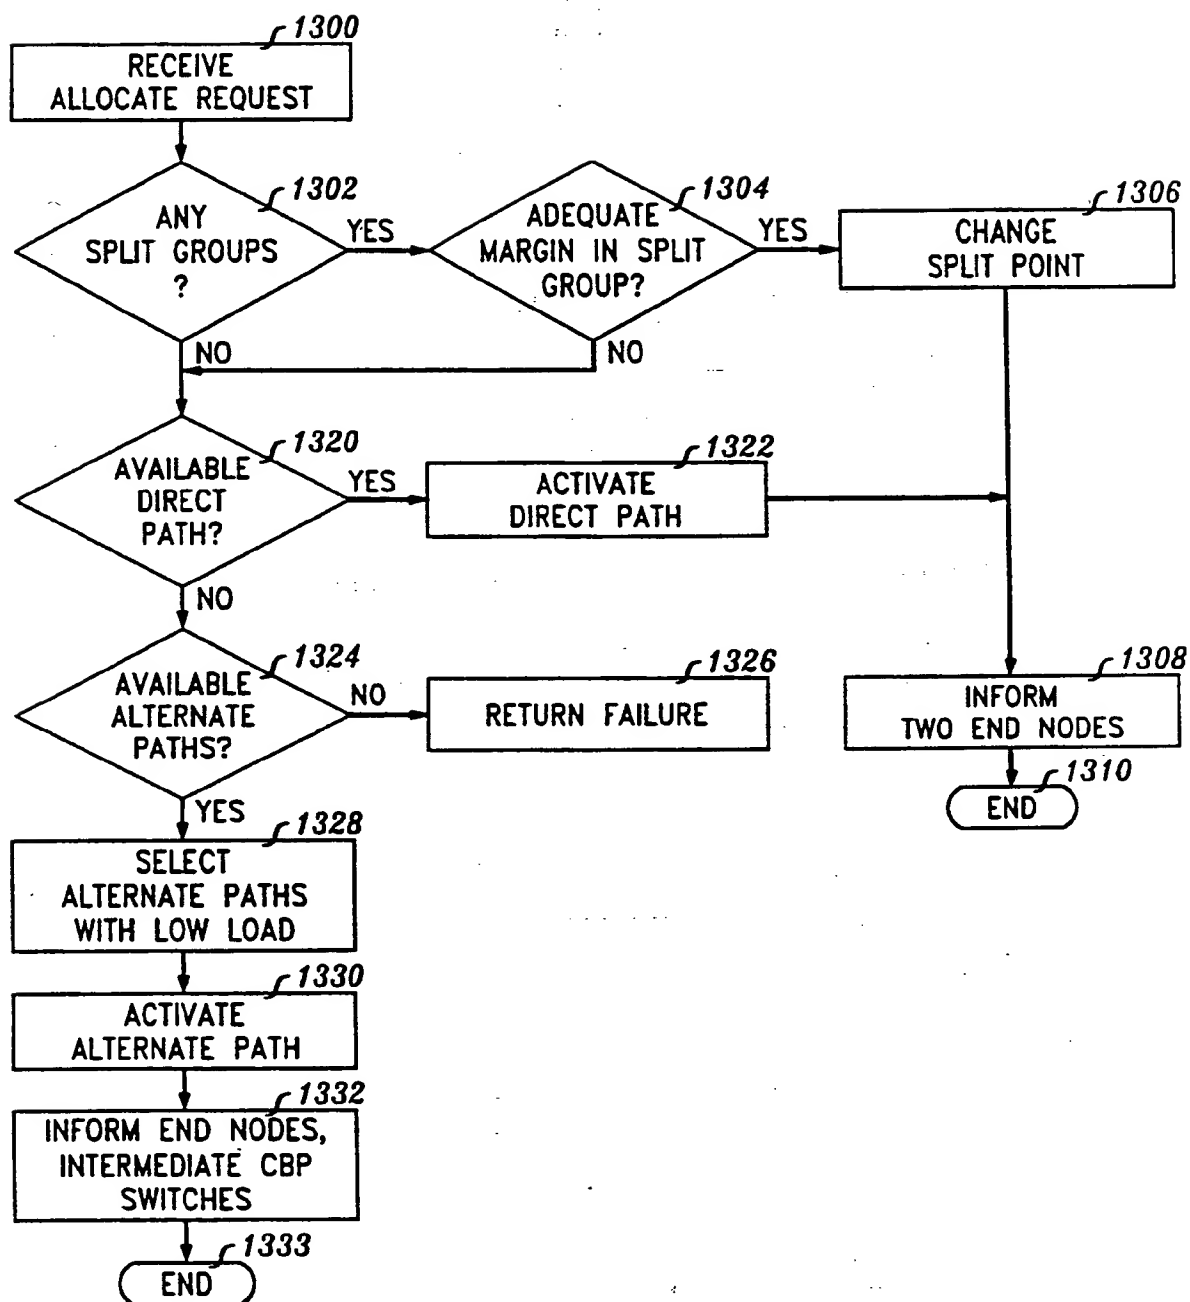 1300
RECEIVE
ALLOCATE REQUEST
1302
ANY
SPLIT GROUPS
?
YES
NO
1304
ADEQUATE
MARGIN IN SPLIT
GROUP?
YES
NO
1306
CHANGE
SPLIT POINT
1320
AVAILABLE
DIRECT
PATH?
YES
NO
1322
ACTIVATE
DIRECT PATH
1324
AVAILABLE
ALTERNATE
PATHS?
NO
YES
1326
RETURN FAILURE
1308
INFORM
TWO END NODES
1310
END
1328
SELECT
ALTERNATE PATHS
WITH LOW LOAD
1330
ACTIVATE
ALTERNATE PATH
1332
INFORM END NODES,
INTERMEDIATE CBP
SWITCHES
1333
END